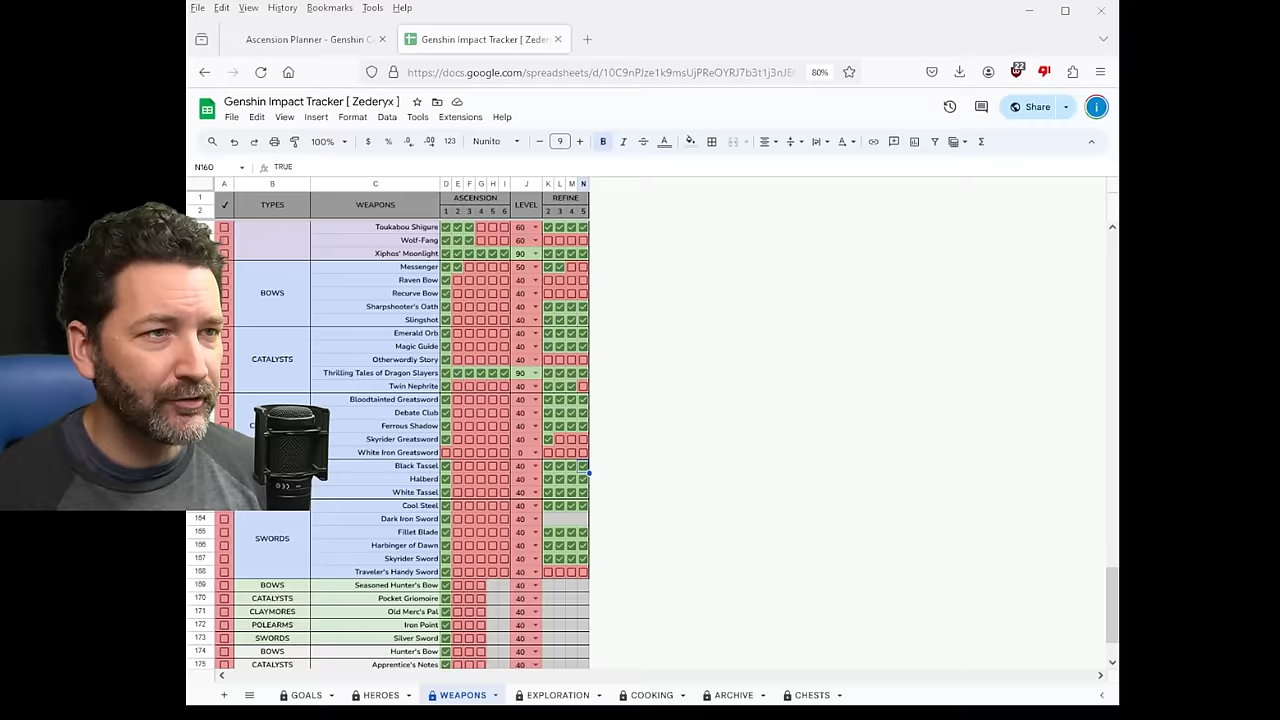 File Edit View History Bookmarks Tools Help
Ascension Planner - Genshin C
Genshin Impact Tracker [ Zedery
https://docs.google.com/spreadsheets/d/10C9nPJze1k9msUjPReOYRJ7b3t1j3nJE
80%
22
Genshin Impact Tracker [ Zederyx ]
File Edit View Insert Format Data Tools Extensions Help
Share
i
100% $ % .0 .00 123 Nunito 9 B I S A
N160 fx TRUE
A B C D E F G H I J K L M N
1 ✓ TYPES WEAPONS ASCENSION LEVEL REFINE
2 1 2 3 4 5 6 2 3 4 5
Toukabou Shigure 60
Wolf-Fang 60
Xiphos' Moonlight 90
Messenger 50
Raven Bow 40
BOWS Recurve Bow 40
Sharpshooter's Oath 40
Slingshot 40
Emerald Orb 40
Magic Guide 40
CATALYSTS Otherwordly Story 40
Thrilling Tales of Dragon Slayers 90
Twin Nephrite 40
Bloodtainted Greatsword 40
Debate Club 40
Ferrous Shadow 40
Skyrider Greatsword 40
White Iron Greatsword 0
Black Tassel 40
Halberd 40
White Tassel 40
Cool Steel 40
164 Dark Iron Sword 40
165 Fillet Blade 40
SWORDS
166 Harbinger of Dawn 40
167 Skyrider Sword 40
168 Traveler's Handy Sword 40
169 BOWS Seasoned Hunter's Bow 40
170 CATALYSTS Pocket Griomoire 40
171 CLAYMORES Old Merc's Pal 40
172 POLEARMS Iron Point 40
173 SWORDS Silver Sword 40
174 BOWS Hunter's Bow 40
175 CATALYSTS Apprentice's Notes 40
GOALS HEROES WEAPONS EXPLORATION COOKING ARCHIVE CHESTS